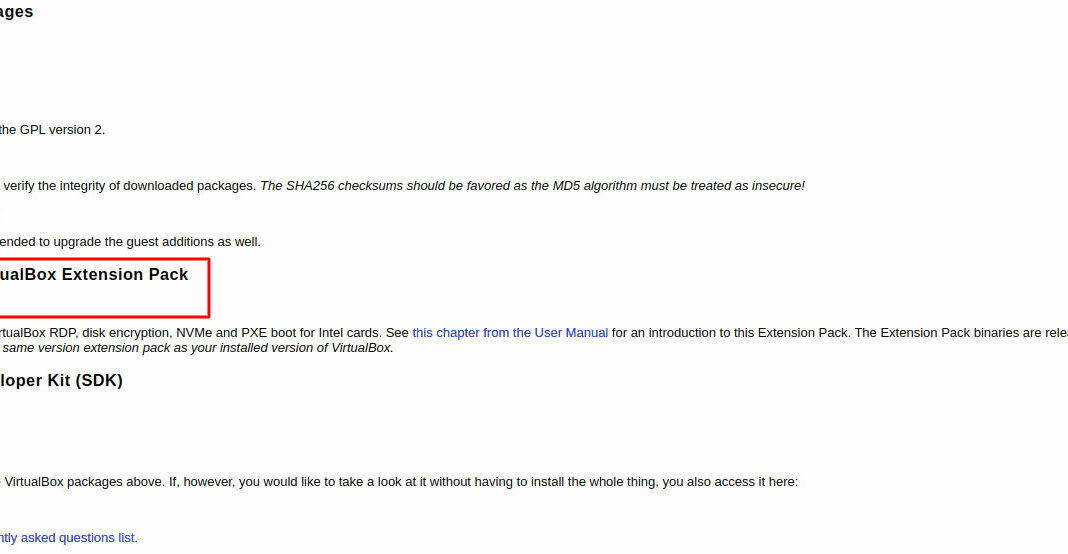 ages
the GPL version 2.
verify the integrity of downloaded packages. The SHA256 checksums should be favored as the MD5 algorithm must be treated as insecure!
ended to upgrade the guest additions as well.
ualBox Extension Pack
rtualBox RDP, disk encryption, NVMe and PXE boot for Intel cards. See this chapter from the User Manual for an introduction to this Extension Pack. The Extension Pack binaries are rele
same version extension pack as your installed version of VirtualBox.
loper Kit (SDK)
VirtualBox packages above. If, however, you would like to take a look at it without having to install the whole thing, you also access it here:
ntly asked questions list.